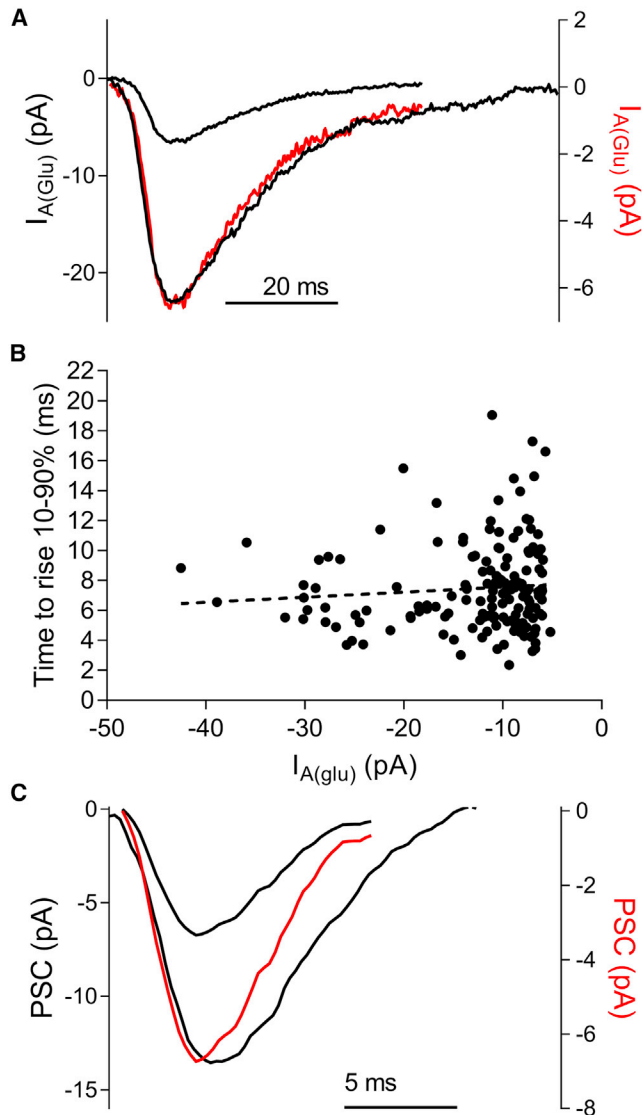 A
2
0
0
I_A(Glu) (pA)
I_A(Glu) (pA)
-2
-10
-4
-20
20 ms
-6
B
22
20
18
16
14
12
10
8
6
4
2
0
Time to rise 10-90% (ms)
-50 -40 -30 -20 -10 0
I_A(glu) (pA)
C
0
0
-2
-5
PSC (pA)
PSC (pA)
-4
-10
-6
-15
5 ms
-8